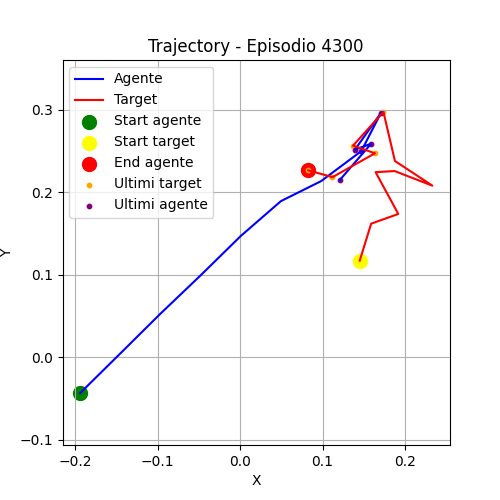 Trajectory - Episodio 4300
Agente
Target
Start agente
Start target
End agente
Ultimi target
Ultimi agente
0.3
0.2
0.1
0.0
−0.1
Y
−0.2
−0.1
0.0
0.1
0.2
X